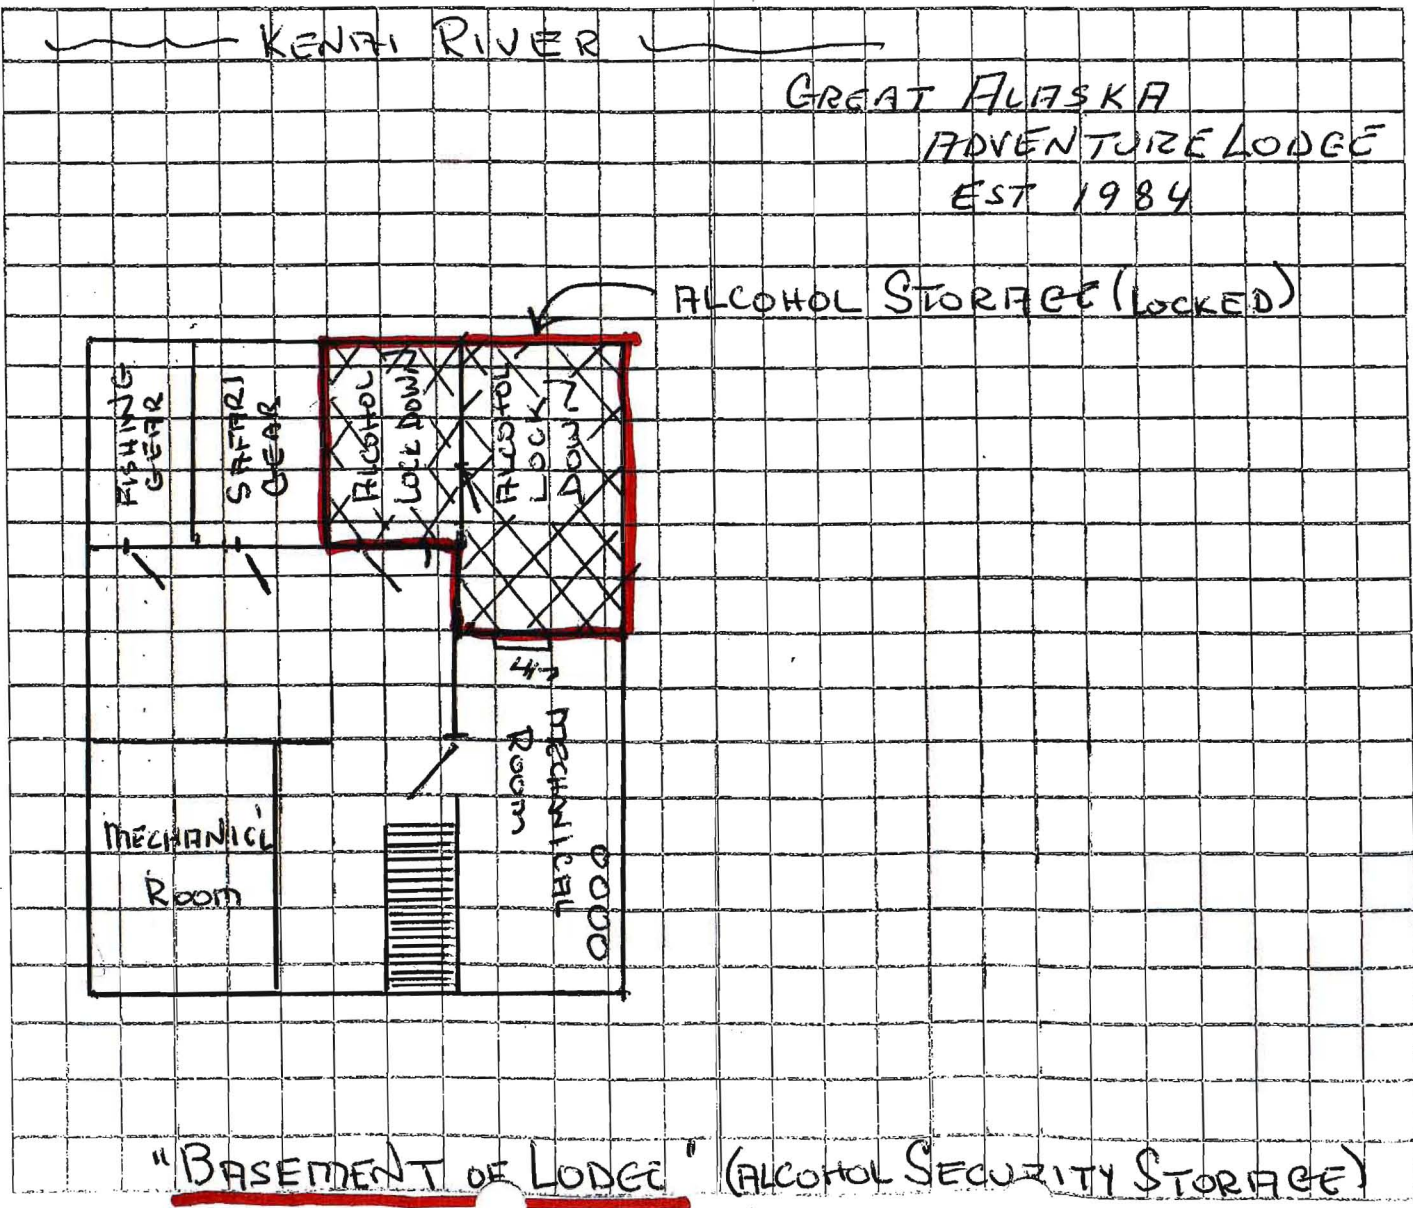 KENAI RIVER
GREAT ALASKA
ADVENTURE LODGE
EST 1984
ALCOHOL STORAGE (LOCKED)
FISHING
GEAR
SAFARI
GEAR
ALCOHOL
LOCK DOWN
ALCOHOL
LOCK
DOWN
MECHANICAL
ROOM
MECHANIC'L
ROOM
"BASEMENT OF LODGE" (ALCOHOL SECURITY STORAGE)